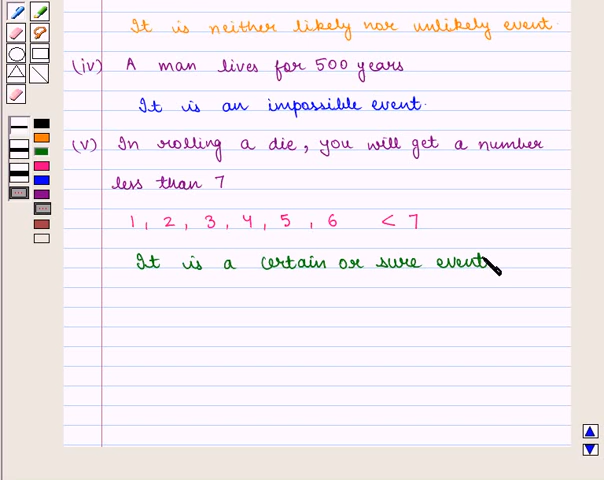 It is neither likely nor unlikely event.
(iv) A man lives for 500 years
It is an impossible event.
(v) In rolling a die, you will get a number
less than 7
1, 2, 3, 4, 5, 6 < 7
It is a certain or sure event